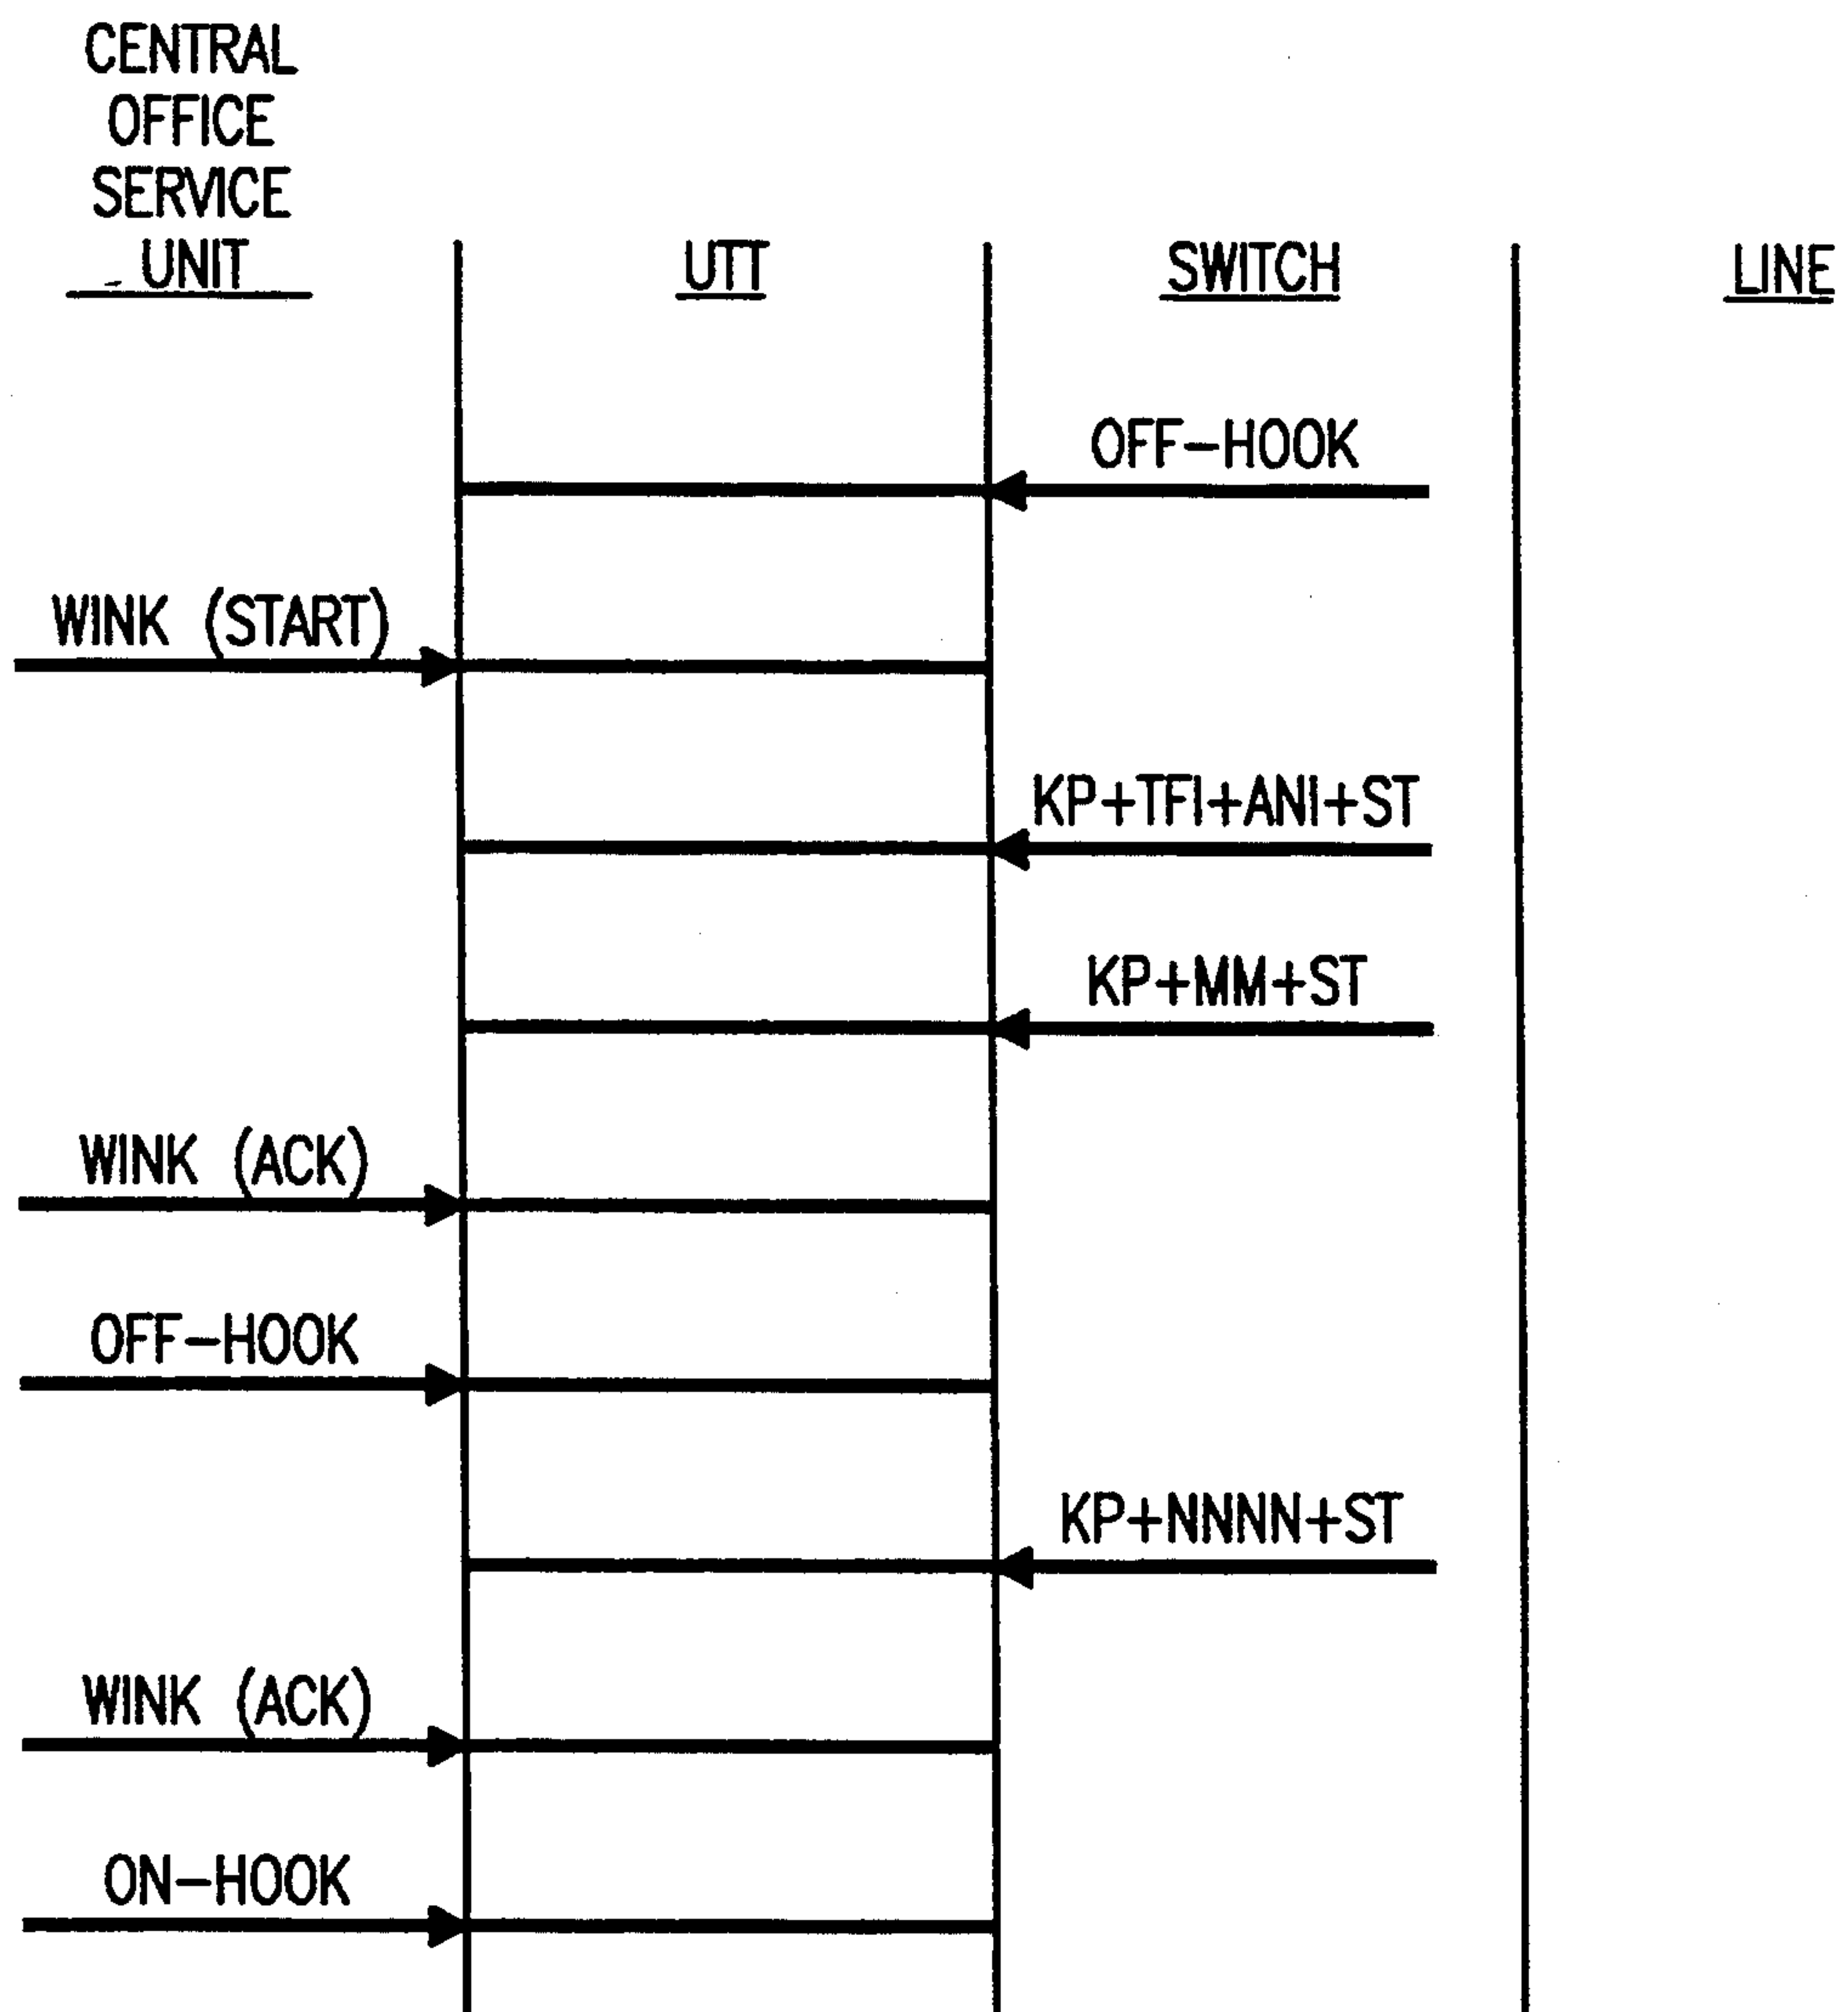 CENTRAL
OFFICE
SERVICE
UNIT
UTT
SWITCH
LINE
OFF-HOOK
WINK (START)
KP+TFI+ANI+ST
KP+MM+ST
WINK (ACK)
OFF-HOOK
KP+NNNN+ST
WINK (ACK)
ON-HOOK